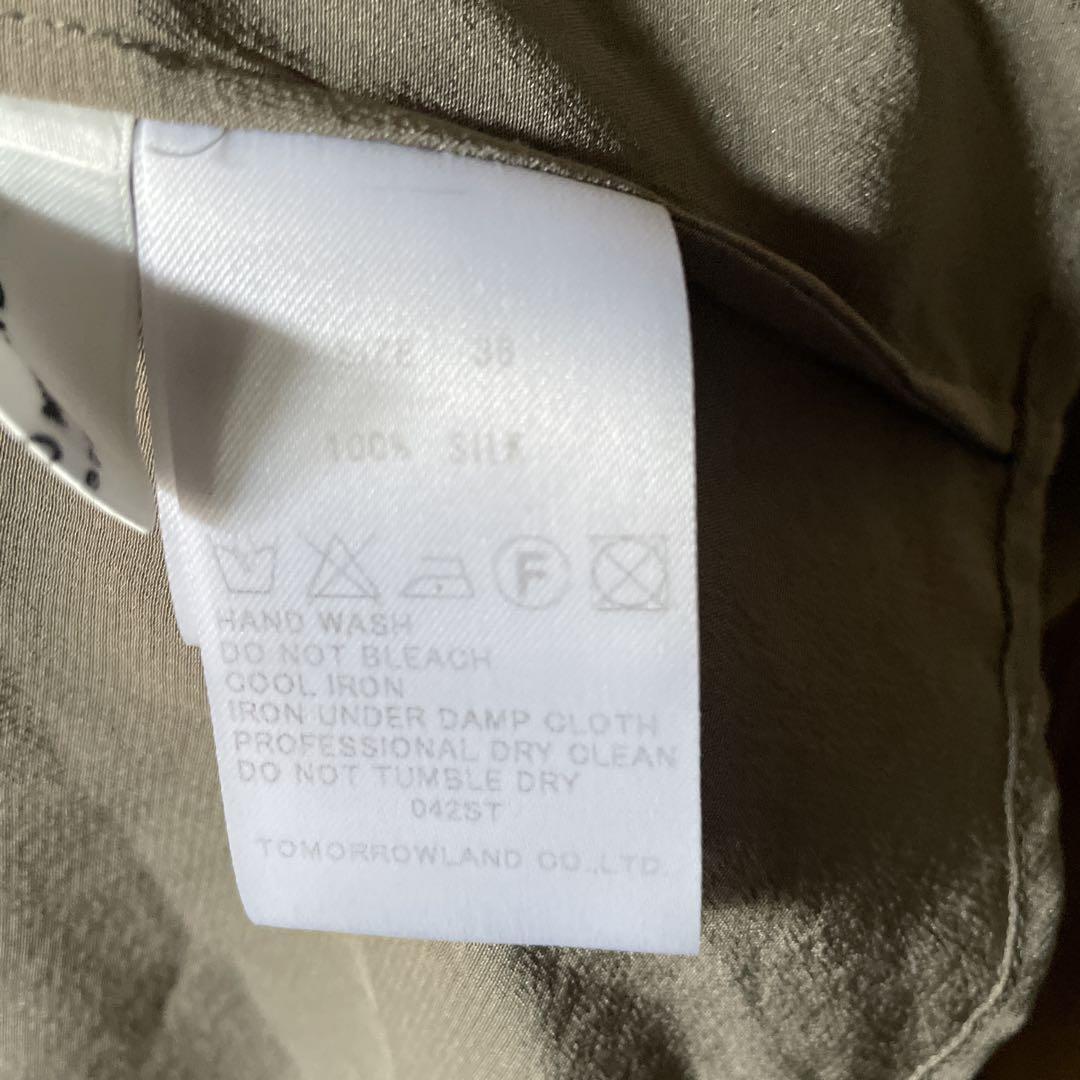 SIZE 36
100% SILK
F
HAND WASH
DO NOT BLEACH
COOL IRON
IRON UNDER DAMP CLOTH
PROFESSIONAL DRY CLEAN
DO NOT TUMBLE DRY
042ST
TOMORROWLAND CO.,LTD.